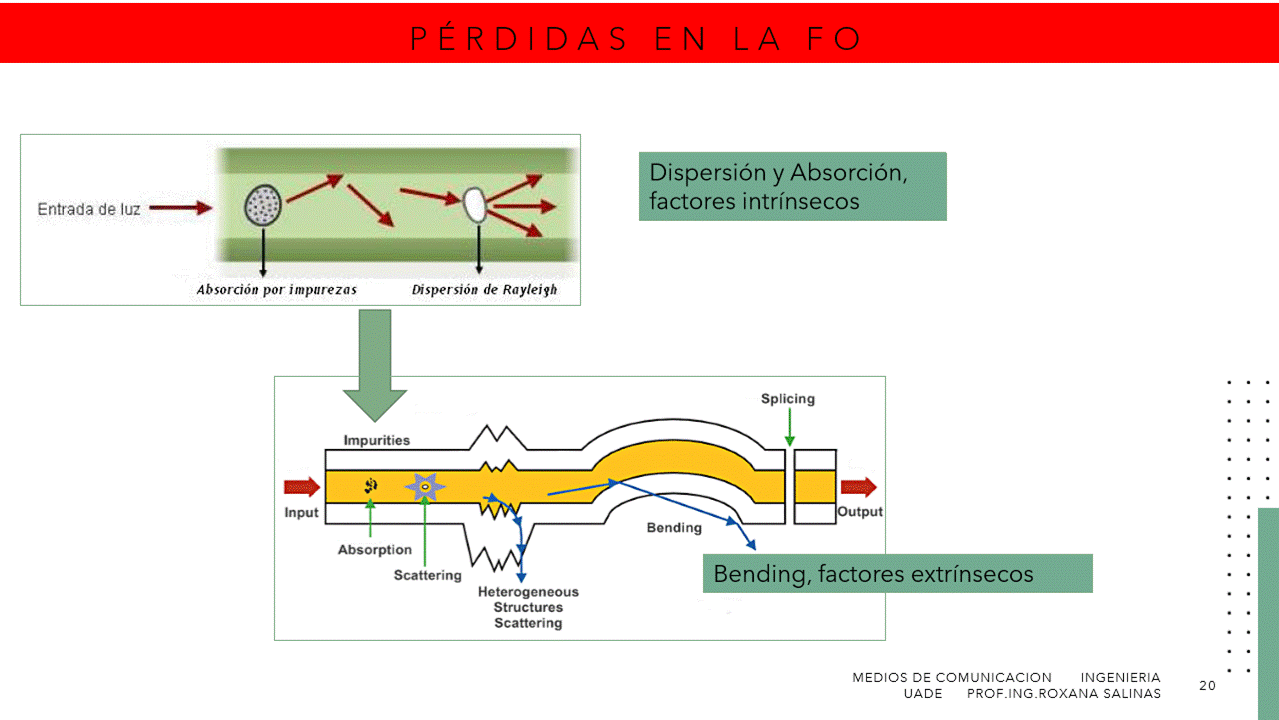 PÉRDIDAS EN LA FO
Entrada de luz
Absorción por impurezas
Dispersión de Rayleigh
Dispersión y Absorción,
factores intrínsecos
Splicing
Impurities
Input
Output
Absorption
Scattering
Bending
Heterogeneous
Structures
Scattering
Bending, factores extrínsecos
MEDIOS DE COMUNICACION INGENIERIA
UADE PROF.ING.ROXANA SALINAS
20